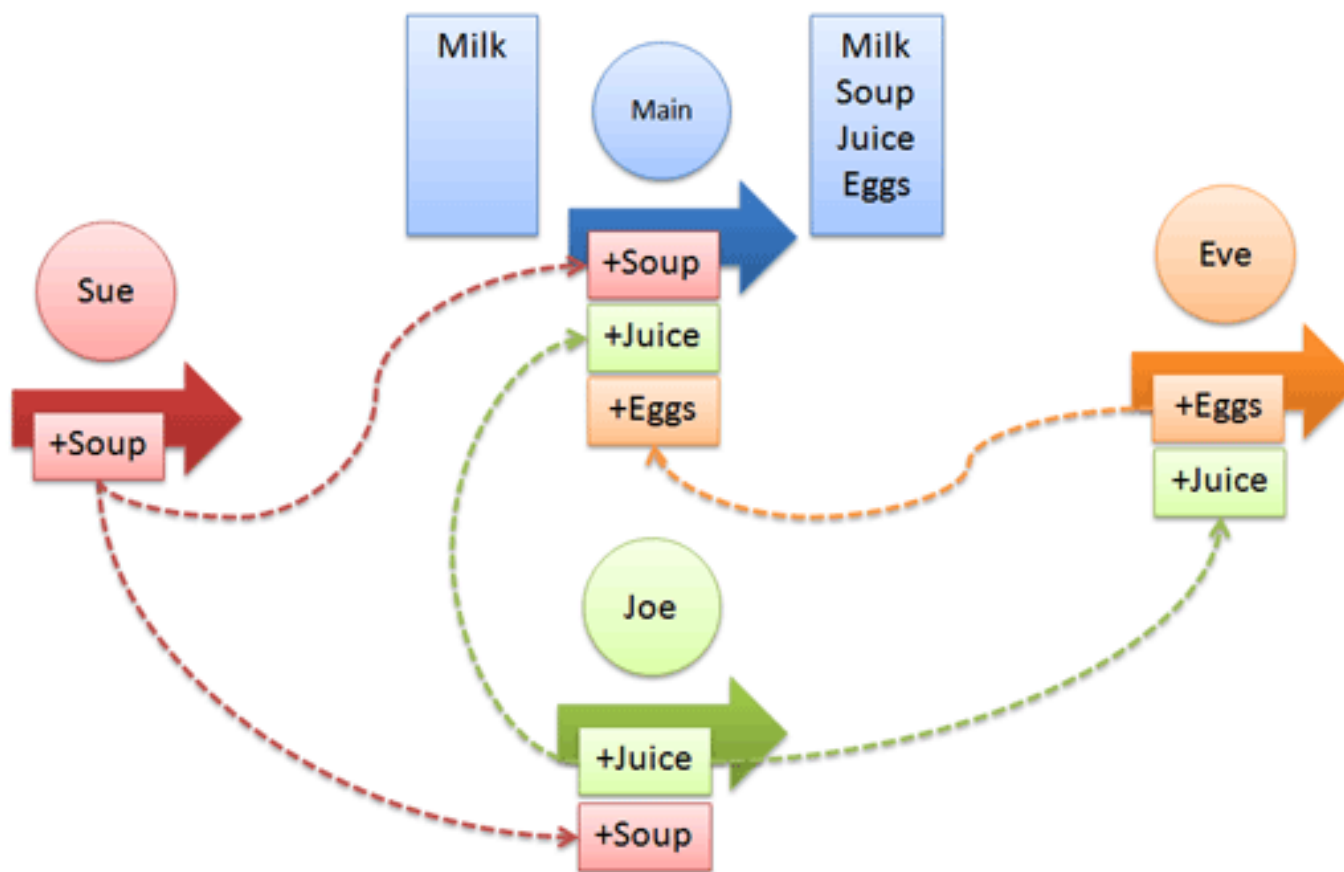 Milk
Main
Milk
Soup
Juice
Eggs
Sue
+Soup
+Soup
+Juice
+Eggs
Eve
+Eggs
+Juice
Joe
+Juice
+Soup